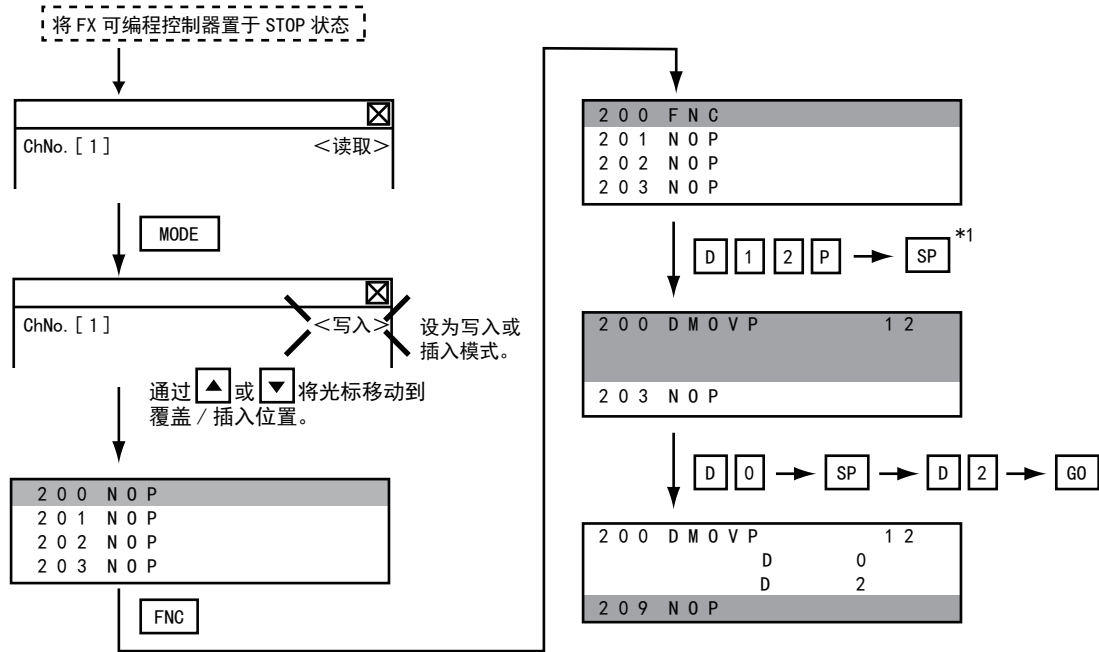 将 FX 可编程控制器置于 STOP 状态
ChNo. [ 1 ] ＜读取＞
MODE
ChNo. [ 1 ] ＜写入＞
设为写入或
插入模式。
通过 ▲ 或 ▼ 将光标移动到
覆盖 / 插入位置。
200 NOP
201 NOP
202 NOP
203 NOP
FNC
200 FNC
201 NOP
202 NOP
203 NOP
D 1 2 P → SP *1
200 DMOVP 12
203 NOP
D 0 → SP → D 2 → GO
200 DMOVP 12
D 0
D 2
209 NOP